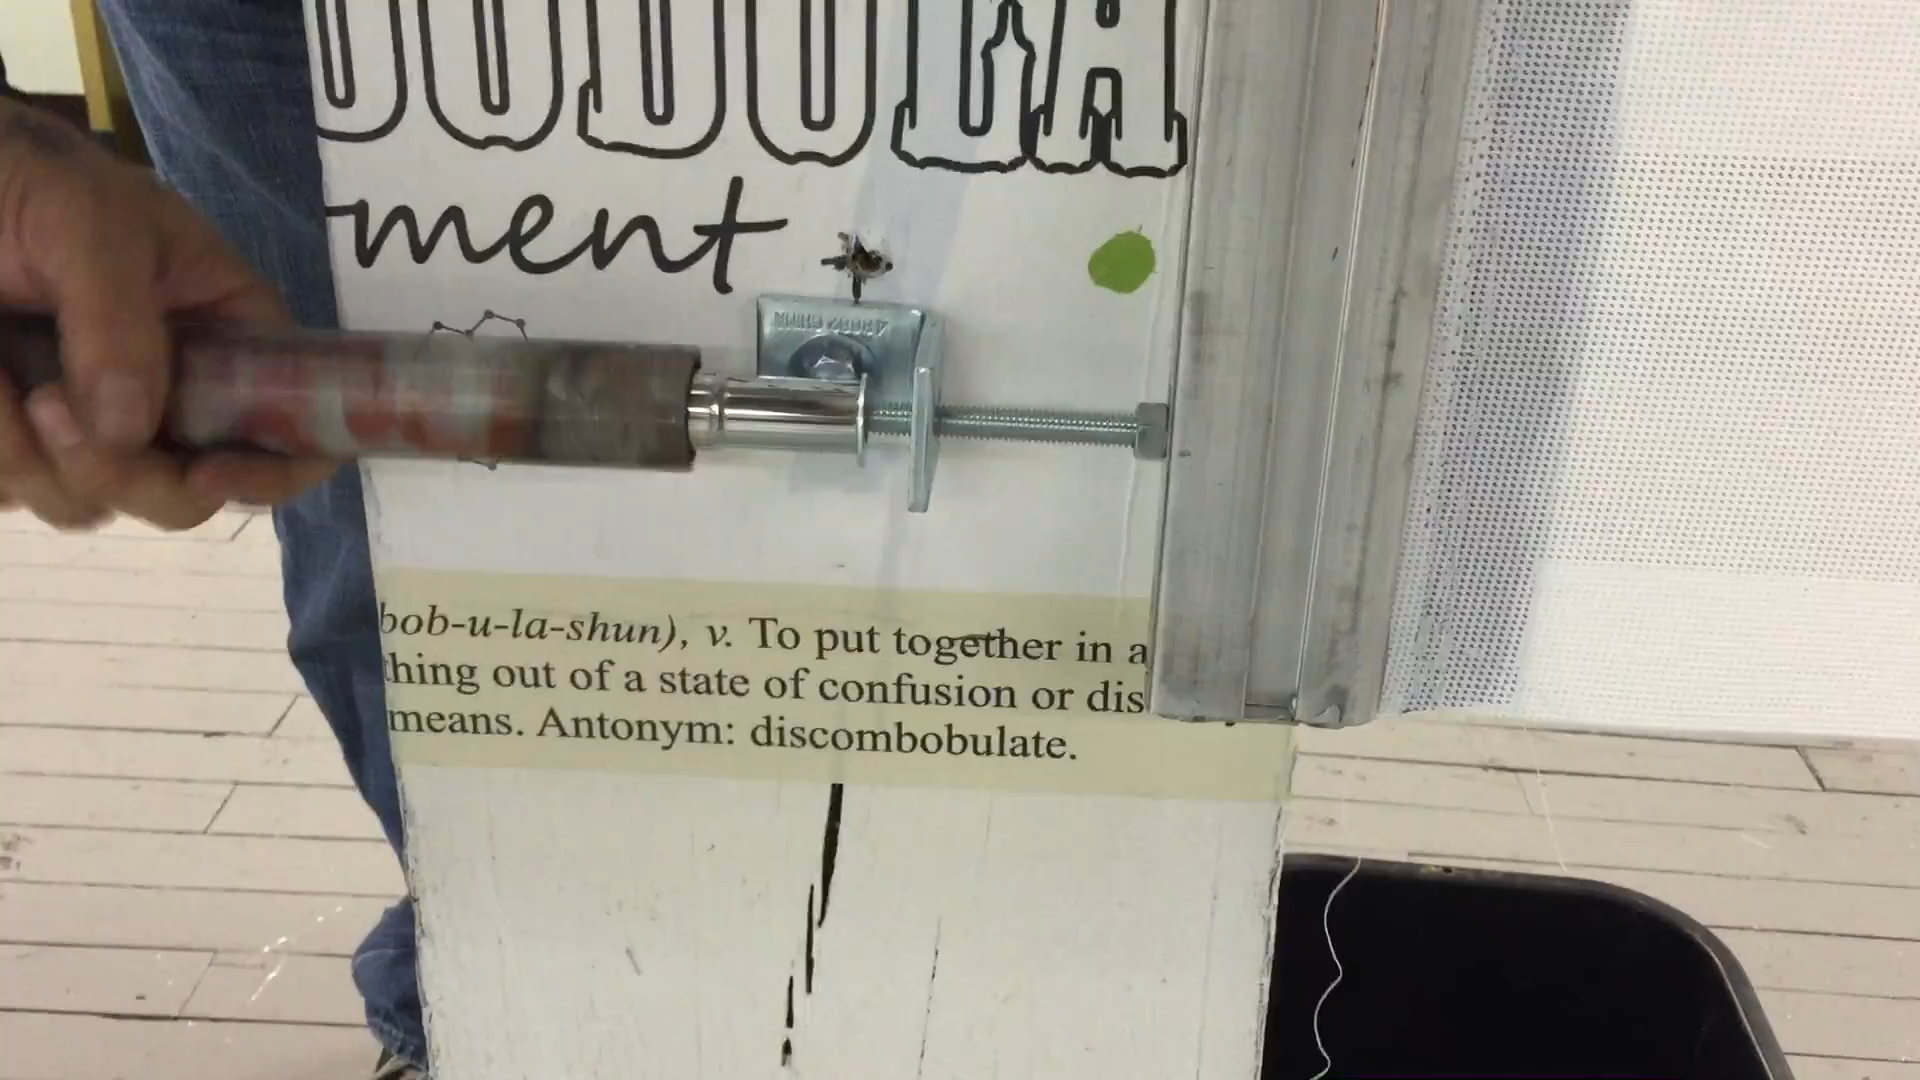 ment
bob-u-la-shun), v. To put together in a
thing out of a state of confusion or dis
means. Antonym: discombobulate.